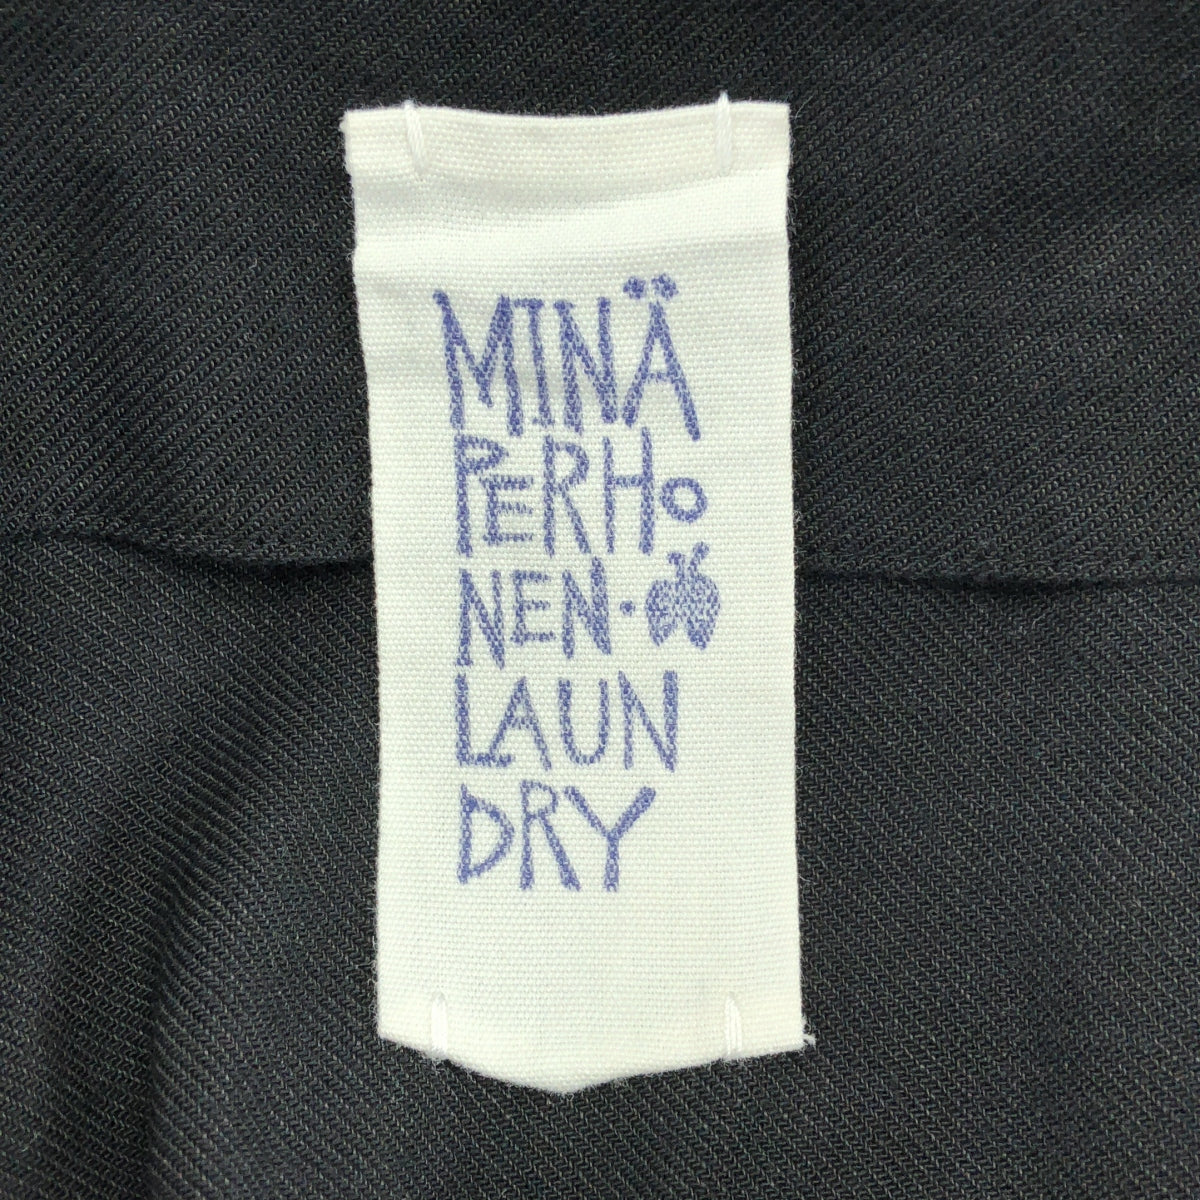 MINÄ
PERHO
NEN·
LAUN
DRY